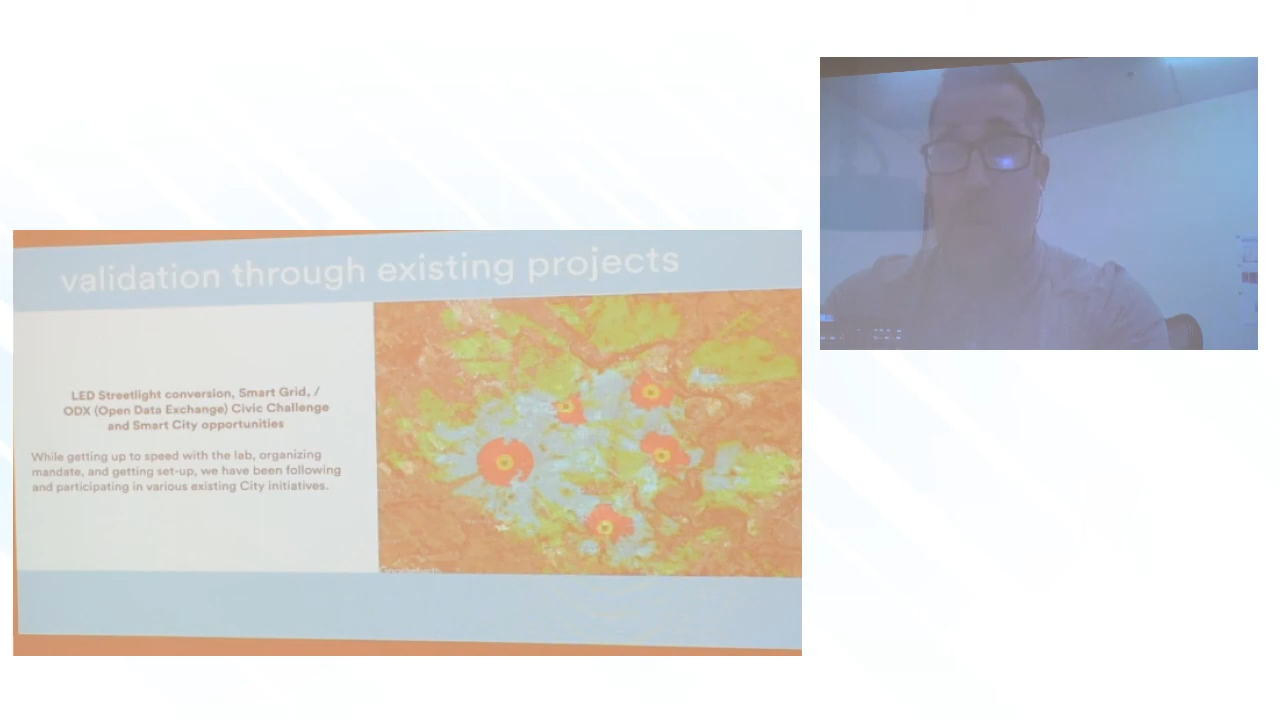 validation through existing projects
LED Streetlight conversion, Smart Grid, /
ODX (Open Data Exchange) Civic Challenge
and Smart City opportunities
While getting up to speed with the lab, organizing
mandate, and getting set-up, we have been following
and participating in various existing City initiatives.